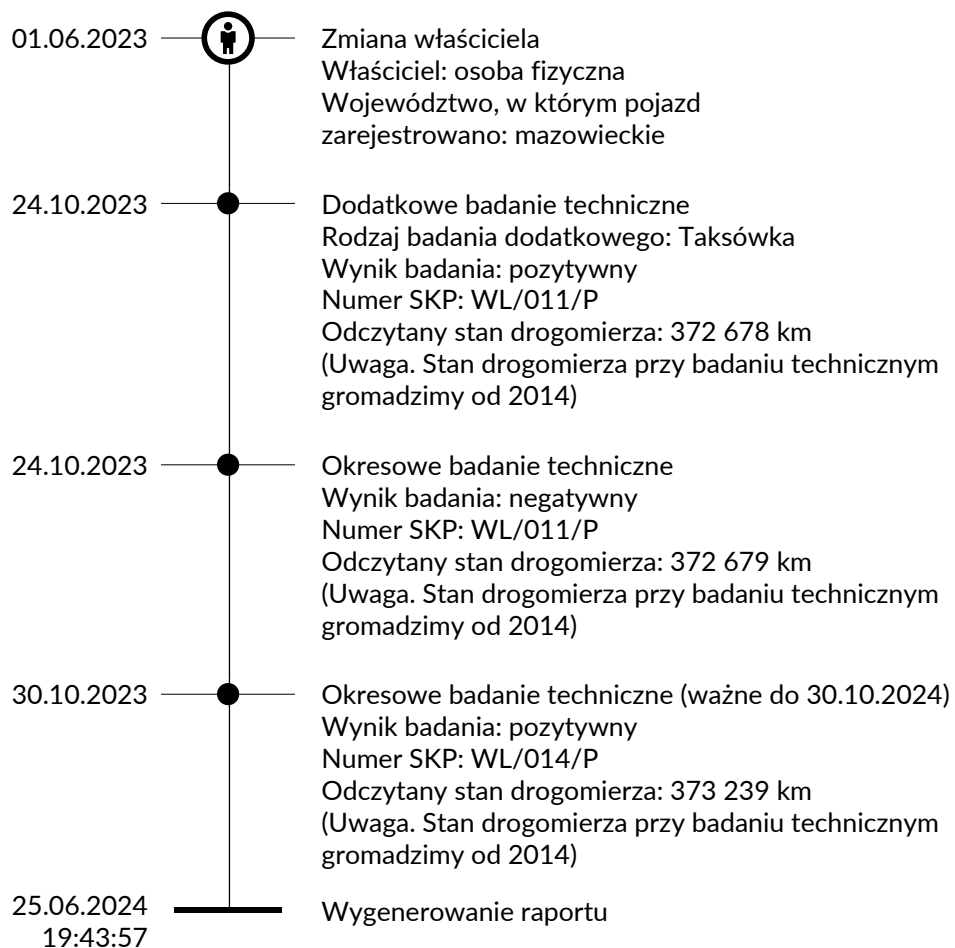 01.06.2023
Zmiana właściciela
Właściciel: osoba fizyczna
Województwo, w którym pojazd
zarejestrowano: mazowieckie
24.10.2023
Dodatkowe badanie techniczne
Rodzaj badania dodatkowego: Taksówka
Wynik badania: pozytywny
Numer SKP: WL/011/P
Odczytany stan drogomierza: 372 678 km
(Uwaga. Stan drogomierza przy badaniu technicznym
gromadzimy od 2014)
24.10.2023
Okresowe badanie techniczne
Wynik badania: negatywny
Numer SKP: WL/011/P
Odczytany stan drogomierza: 372 679 km
(Uwaga. Stan drogomierza przy badaniu technicznym
gromadzimy od 2014)
30.10.2023
Okresowe badanie techniczne (ważne do 30.10.2024)
Wynik badania: pozytywny
Numer SKP: WL/014/P
Odczytany stan drogomierza: 373 239 km
(Uwaga. Stan drogomierza przy badaniu technicznym
gromadzimy od 2014)
25.06.2024
19:43:57
Wygenerowanie raportu